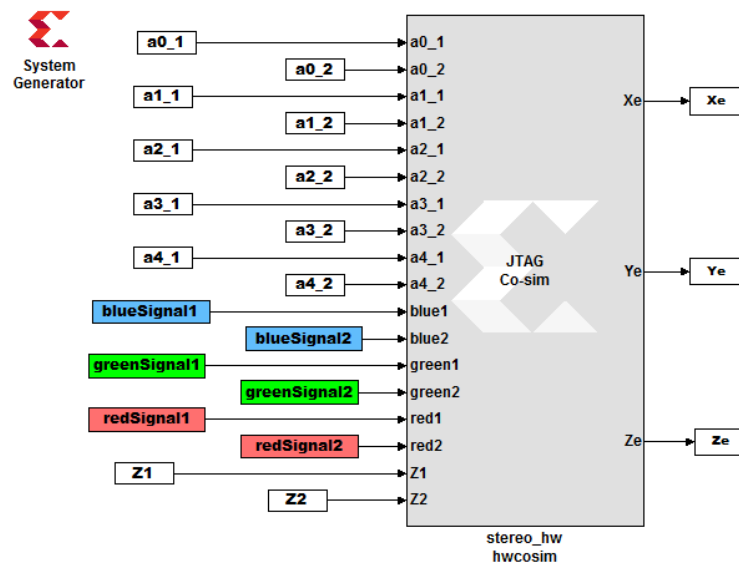 System
Generator
a0_1 a0_1
a0_2 a0_2
a1_1 a1_1 Xe Xe
a1_2 a1_2
a2_1 a2_1
a2_2 a2_2
a3_1 a3_1
a3_2 a3_2
a4_1 a4_1 JTAG
Co-sim Ye Ye
a4_2 a4_2
blueSignal1 blue1
blueSignal2 blue2
greenSignal1 green1
greenSignal2 green2
redSignal1 red1
redSignal2 red2 Ze Ze
Z1 Z1
Z2 Z2
stereo_hw
hwcosim